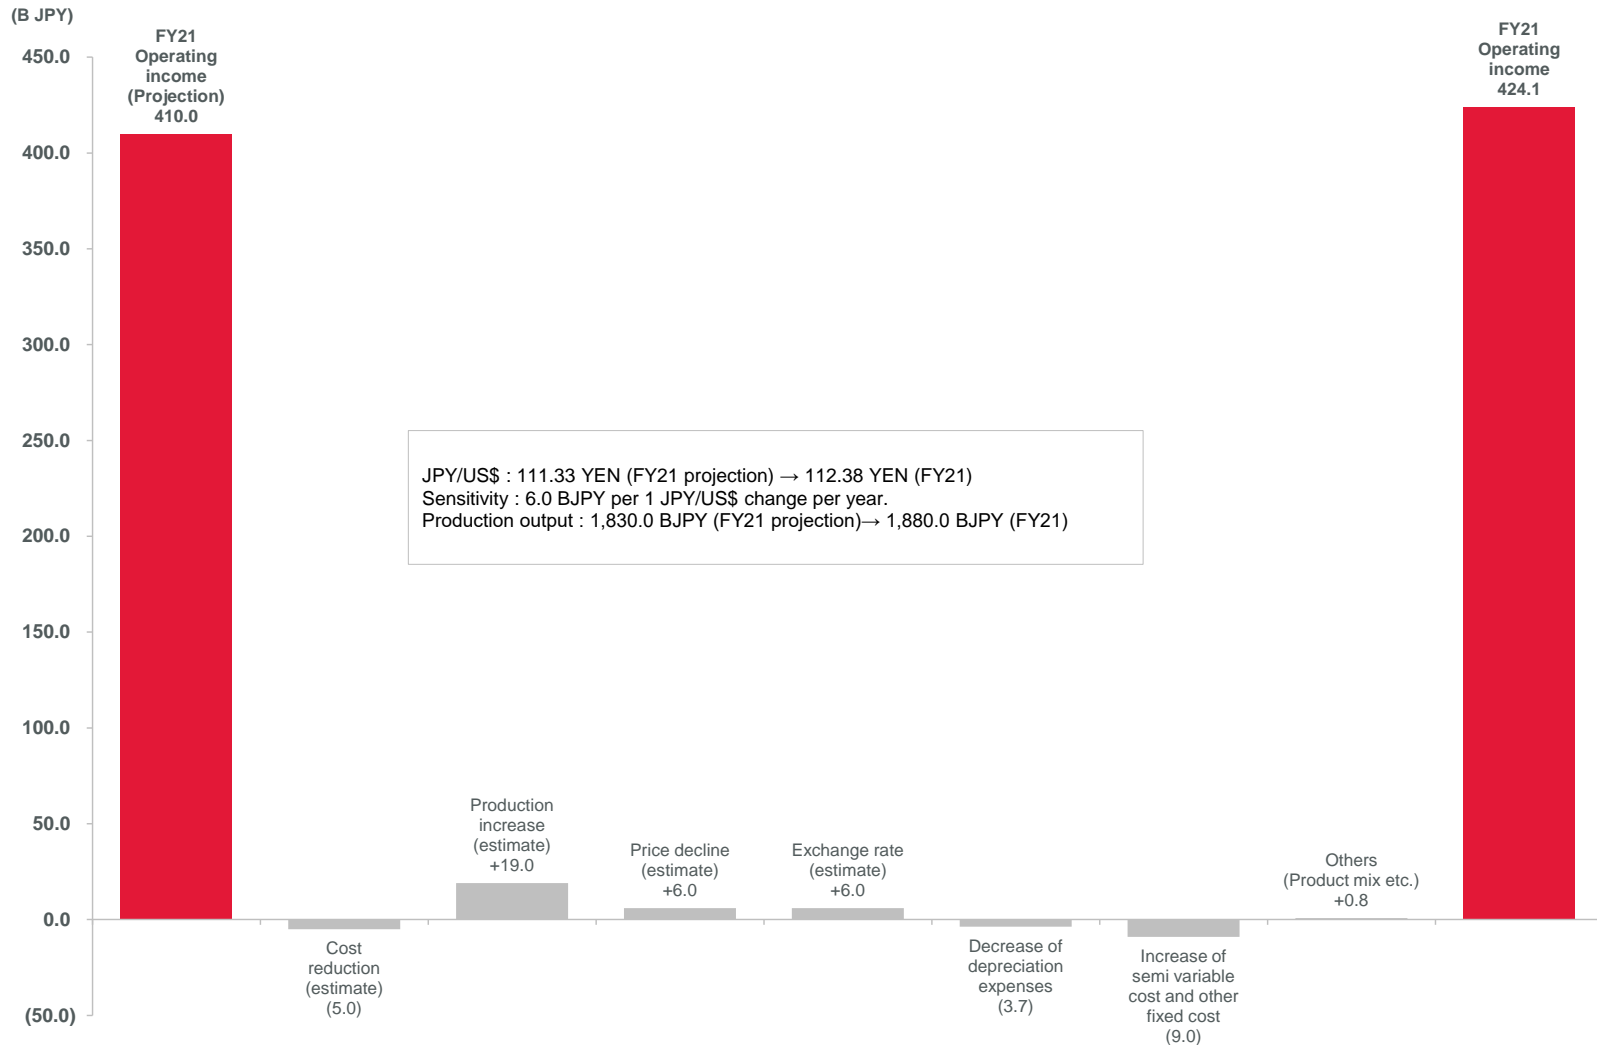 (B JPY)
FY21
Operating
income
(Projection)
410.0
FY21
Operating
income
424.1
450.0
400.0
350.0
300.0
250.0
200.0
150.0
100.0
50.0
0.0
(50.0)
JPY/US$ : 111.33 YEN (FY21 projection) → 112.38 YEN (FY21)
Sensitivity : 6.0 BJPY per 1 JPY/US$ change per year.
Production output : 1,830.0 BJPY (FY21 projection)→ 1,880.0 BJPY (FY21)
Cost
reduction
(estimate)
(5.0)
Production
increase
(estimate)
+19.0
Price decline
(estimate)
+6.0
Exchange rate
(estimate)
+6.0
Decrease of
depreciation
expenses
(3.7)
Increase of
semi variable
cost and other
fixed cost
(9.0)
Others
(Product mix etc.)
+0.8